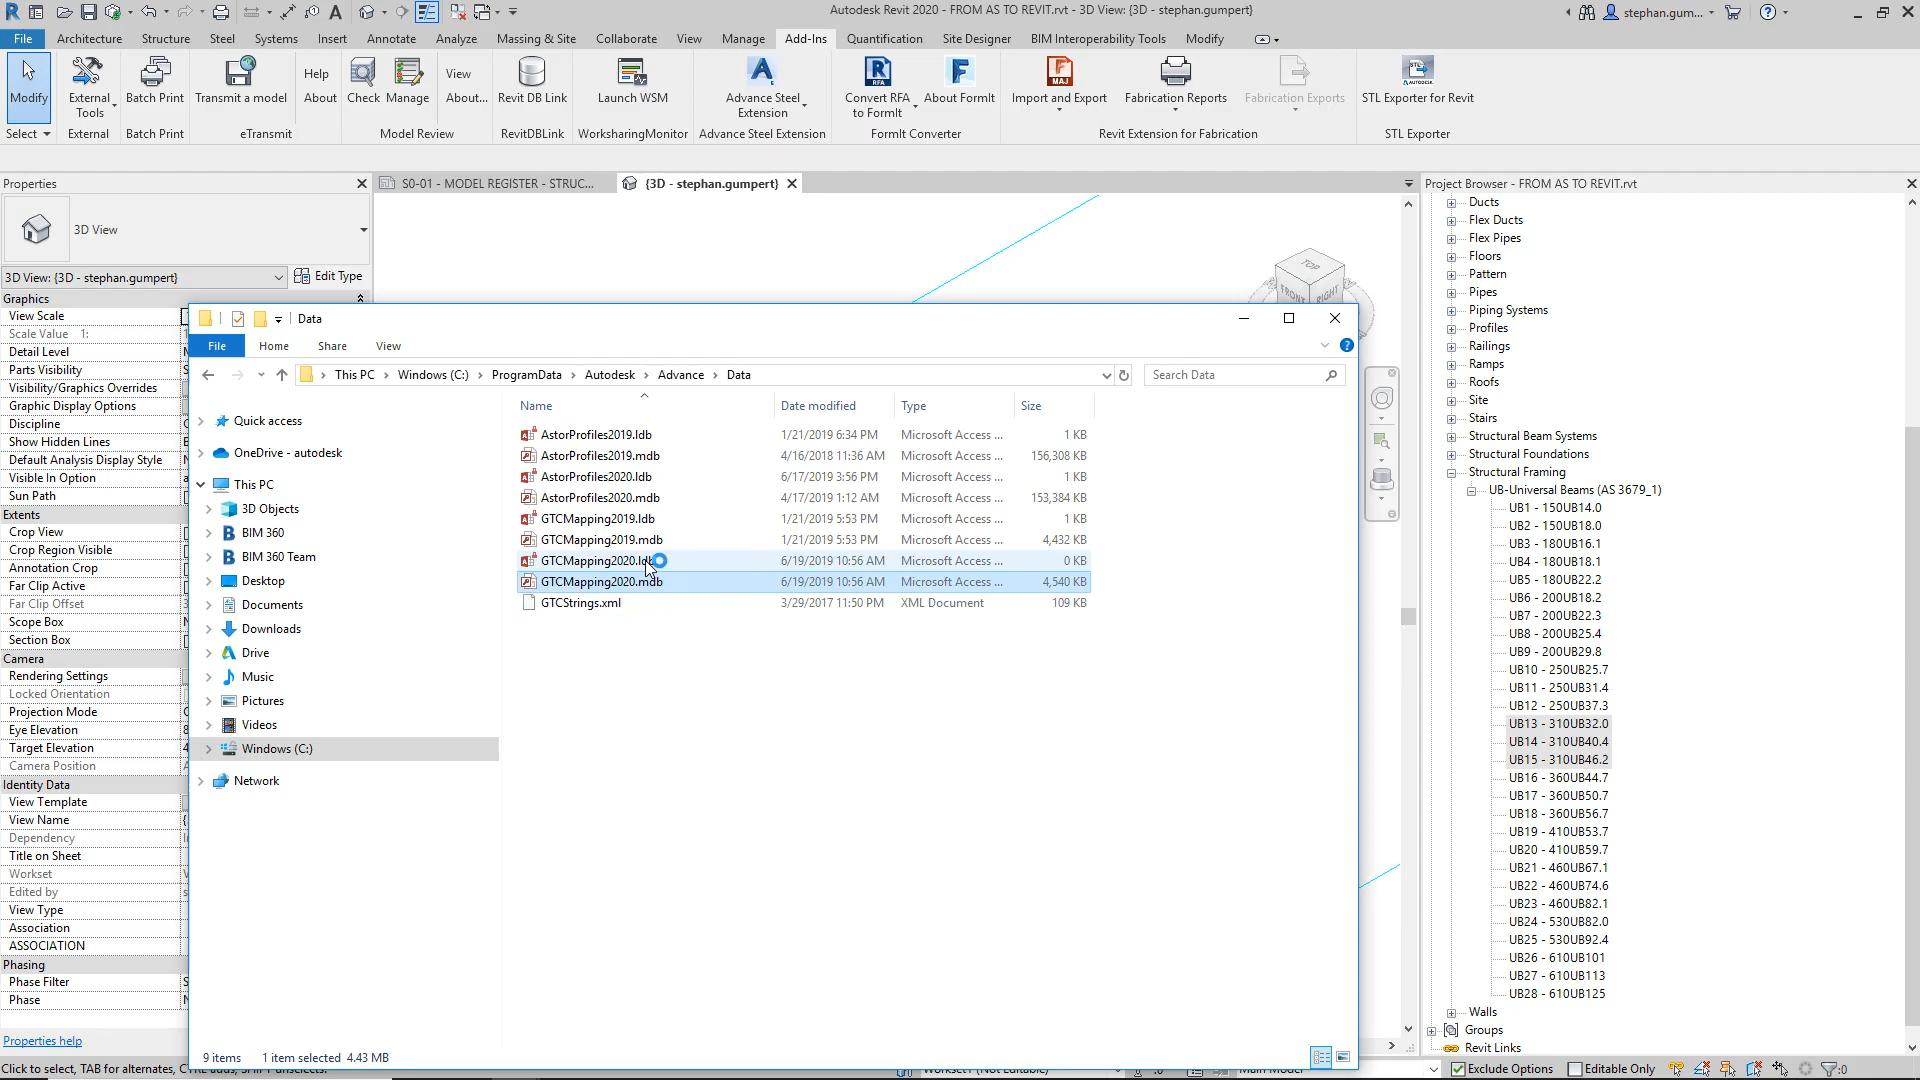 Autodesk Revit 2020 - FROM AS TO REVIT.rvt - 3D View: {3D - stephan.gumpert}
stephan.gum...
File Architecture Structure Steel Systems Insert Annotate Analyze Massing & Site Collaborate View Manage Add-Ins Quantification Site Designer BIM Interoperability Tools Modify
Modify
External Tools
Batch Print
Transmit a model
Help
About
Check
Manage
View
About...
Revit DB Link
Launch WSM
Advance Steel Extension
Convert RFA to FormIt
About FormIt
Import and Export
Fabrication Reports
Fabrication Exports
STL Exporter for Revit
Select External Batch Print eTransmit Model Review RevitDBLink WorksharingMonitor Advance Steel Extension FormIt Converter Revit Extension for Fabrication STL Exporter
Properties
S0-01 - MODEL REGISTER - STRUC...
{3D - stephan.gumpert}
Project Browser - FROM AS TO REVIT.rvt
3D View
3D View: {3D - stephan.gumpert}
Edit Type
Graphics
View Scale
Scale Value 1:
Detail Level
Parts Visibility
Visibility/Graphics Overrides
Graphic Display Options
Discipline
Show Hidden Lines
Default Analysis Display Style
Visible In Option
Sun Path
Extents
Crop View
Crop Region Visible
Annotation Crop
Far Clip Active
Far Clip Offset
Scope Box
Section Box
Camera
Rendering Settings
Locked Orientation
Projection Mode
Eye Elevation
Target Elevation
Camera Position
Identity Data
View Template
View Name
Dependency
Title on Sheet
Workset
Edited by
View Type
Association
ASSOCIATION
Phasing
Phase Filter
Phase
Properties help
TOP
FRONT
RIGHT
Data
File Home Share View
This PC > Windows (C:) > ProgramData > Autodesk > Advance > Data
Search Data
Quick access
OneDrive - autodesk
This PC
3D Objects
BIM 360
BIM 360 Team
Desktop
Documents
Downloads
Drive
Music
Pictures
Videos
Windows (C:)
Network
Name Date modified Type Size
AstorProfiles2019.ldb 1/21/2019 6:34 PM Microsoft Access ... 1 KB
AstorProfiles2019.mdb 4/16/2018 11:36 AM Microsoft Access ... 156,308 KB
AstorProfiles2020.ldb 6/17/2019 3:56 PM Microsoft Access ... 1 KB
AstorProfiles2020.mdb 4/17/2019 1:12 AM Microsoft Access ... 153,384 KB
GTCMapping2019.ldb 1/21/2019 5:53 PM Microsoft Access ... 1 KB
GTCMapping2019.mdb 1/21/2019 5:53 PM Microsoft Access ... 4,432 KB
GTCMapping2020.ldb 6/19/2019 10:56 AM Microsoft Access ... 0 KB
GTCMapping2020.mdb 6/19/2019 10:56 AM Microsoft Access ... 4,540 KB
GTCStrings.xml 3/29/2017 11:50 PM XML Document 109 KB
9 items 1 item selected 4.43 MB
Ducts
Flex Ducts
Flex Pipes
Floors
Pattern
Pipes
Piping Systems
Profiles
Railings
Ramps
Roofs
Site
Stairs
Structural Beam Systems
Structural Foundations
Structural Framing
UB-Universal Beams (AS 3679_1)
UB1 - 150UB14.0
UB2 - 150UB18.0
UB3 - 180UB16.1
UB4 - 180UB18.1
UB5 - 180UB22.2
UB6 - 200UB18.2
UB7 - 200UB22.3
UB8 - 200UB25.4
UB9 - 200UB29.8
UB10 - 250UB25.7
UB11 - 250UB31.4
UB12 - 250UB37.3
UB13 - 310UB32.0
UB14 - 310UB40.4
UB15 - 310UB46.2
UB16 - 360UB44.7
UB17 - 360UB50.7
UB18 - 360UB56.7
UB19 - 410UB53.7
UB20 - 410UB59.7
UB21 - 460UB67.1
UB22 - 460UB74.6
UB23 - 460UB82.1
UB24 - 530UB82.0
UB25 - 530UB92.4
UB26 - 610UB101
UB27 - 610UB113
UB28 - 610UB125
Walls
Groups
Revit Links
Click to select, TAB for alternates,
Exclude Options Editable Only :0